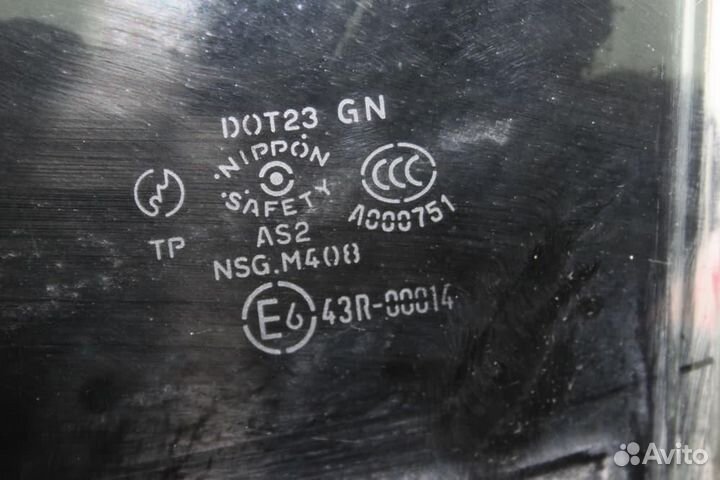 DOT23 GN
NIPPON
SAFETY
CCC
A000751
TP
AS2
NSG.M408
E6 43R-00014
Avito